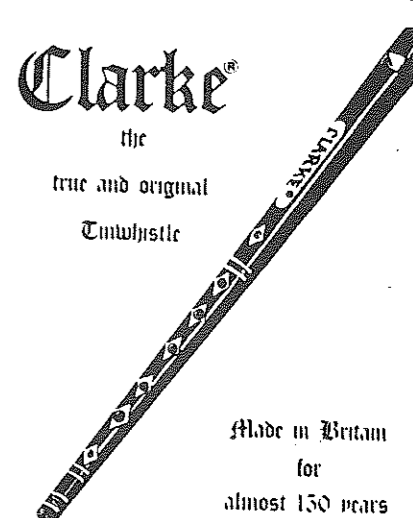 Clarke®
the
true and original
Tinwhistle
CLARKE®
Made in Britain
for
almost 150 years